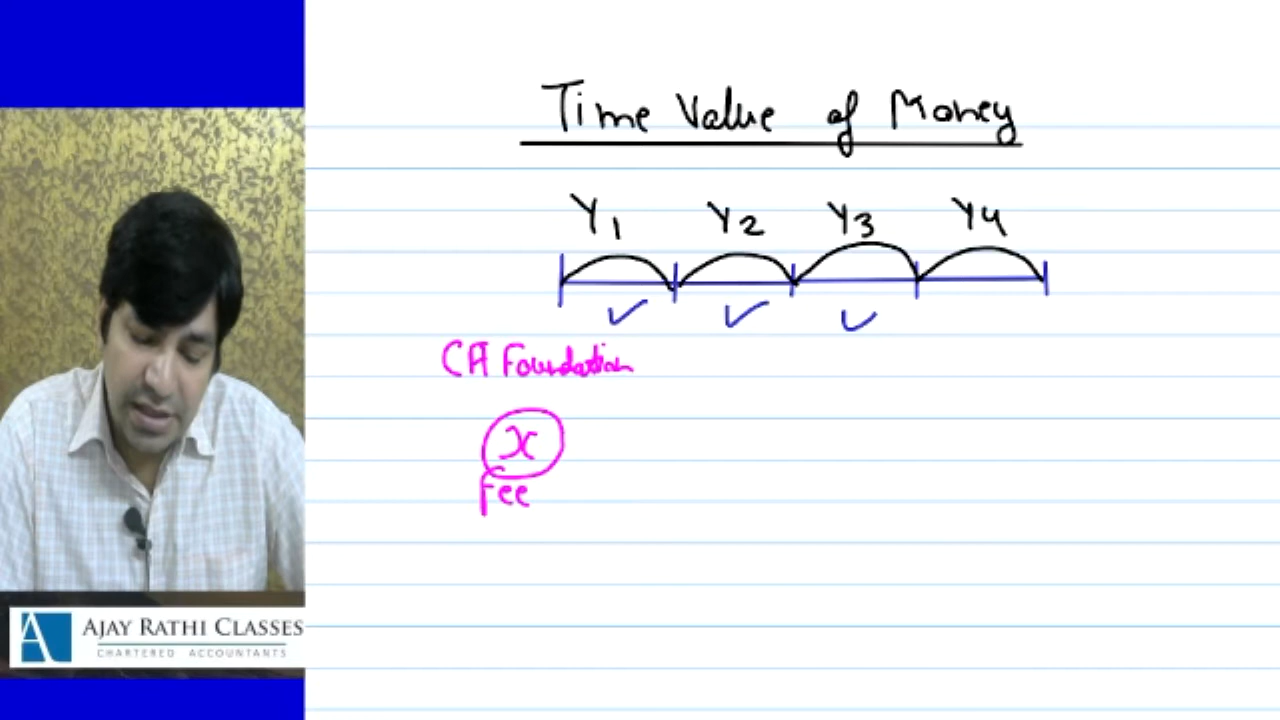 Time Value of Money
Y1 Y2 Y3 Y4
CA Foundation
x
Fee
AJAY RATHI CLASSES
CHARTERED ACCOUNTANTS